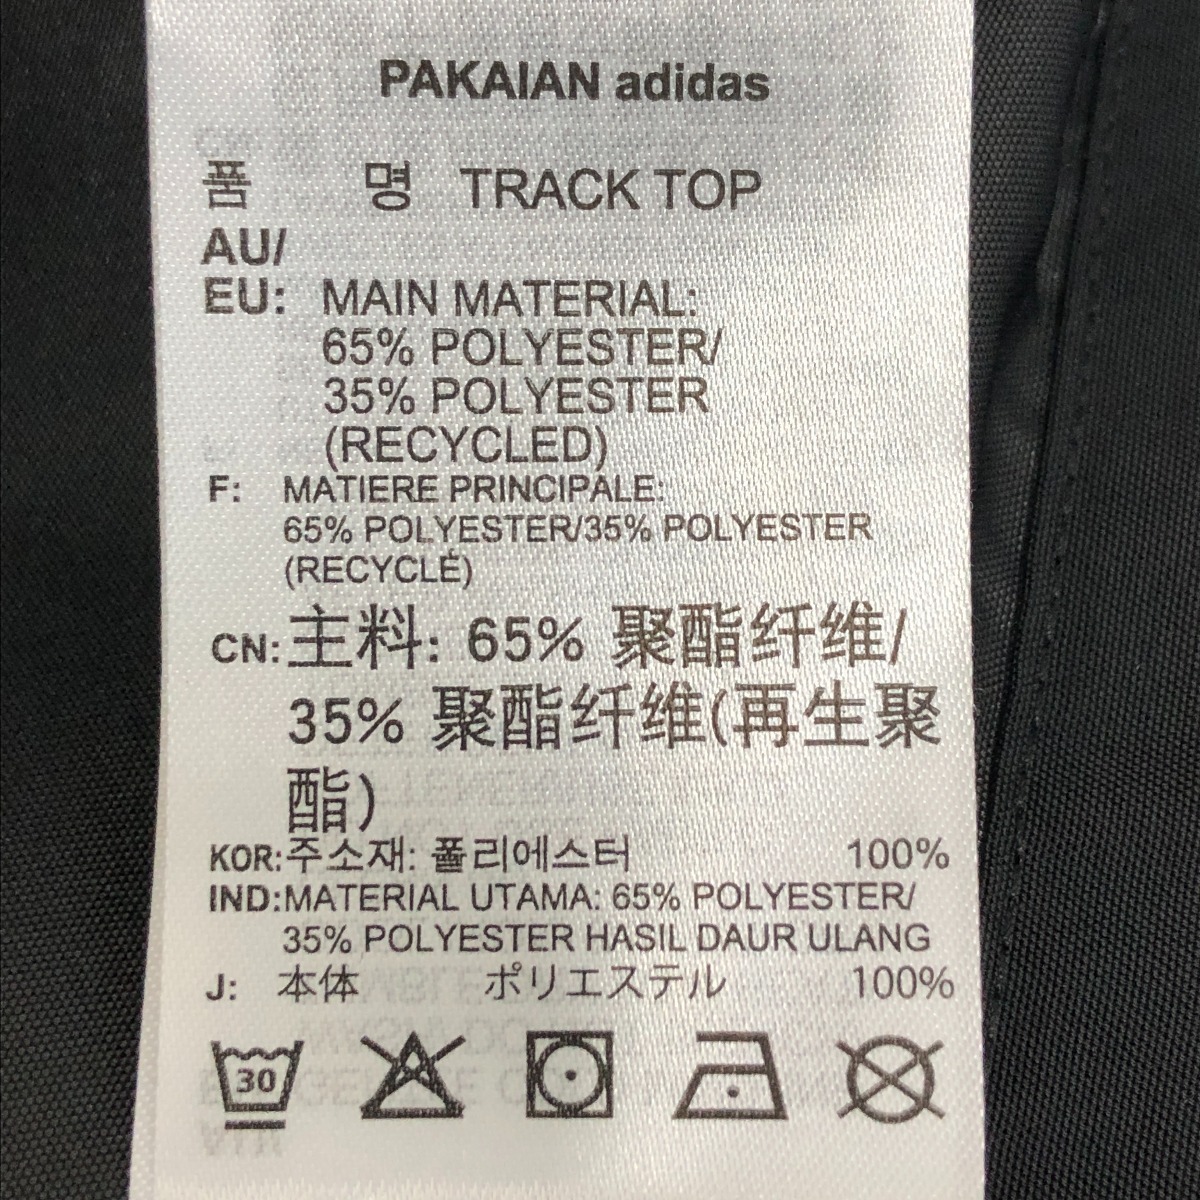 PAKAIAN adidas
품 명 TRACK TOP
AU/
EU: MAIN MATERIAL:
65% POLYESTER/
35% POLYESTER
(RECYCLED)
F: MATIERE PRINCIPALE:
65% POLYESTER/35% POLYESTER
(RECYCLÉ)
CN: 主料: 65% 聚酯纤维/
35% 聚酯纤维(再生聚
酯)
KOR: 주소재: 폴리에스터 100%
IND: MATERIAL UTAMA: 65% POLYESTER/
35% POLYESTER HASIL DAUR ULANG
J: 本体 ポリエステル 100%
30